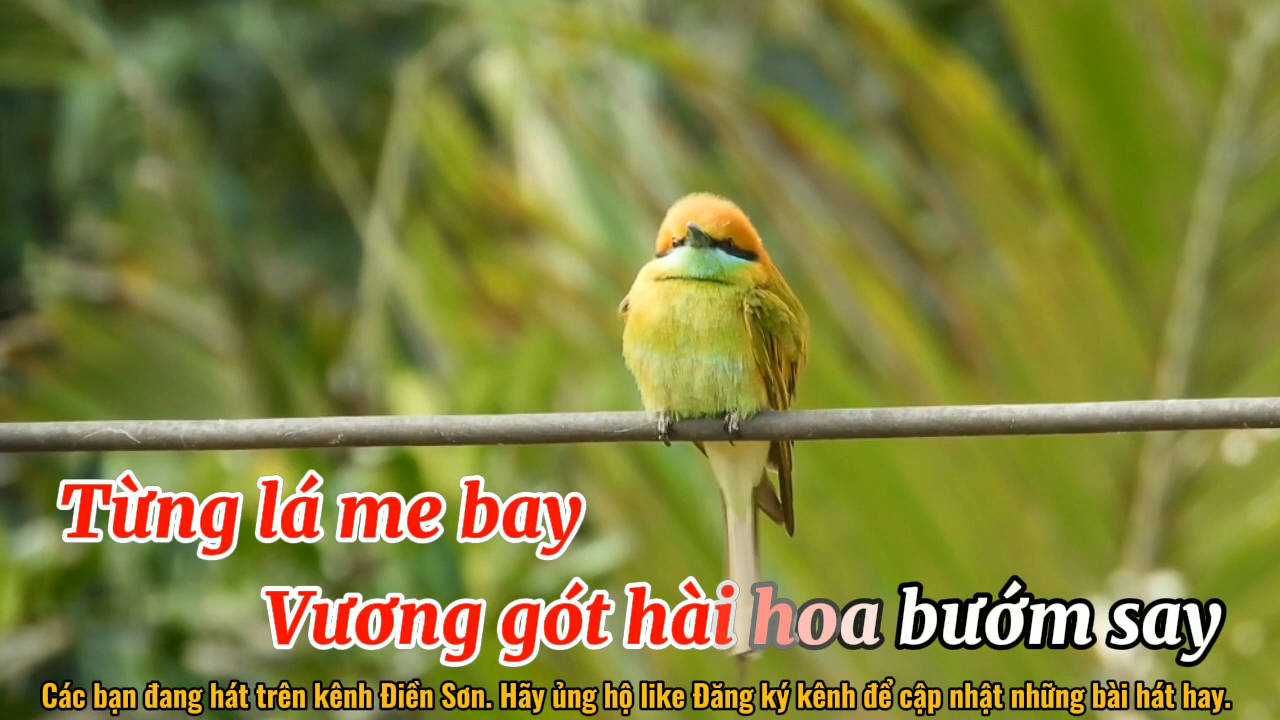 Từng lá me bay
Vương gót hài hoa bướm say
Các bạn đang hát trên kênh Điền Sơn. Hãy ủng hộ like Đăng ký kênh để cập nhật những bài hát hay.